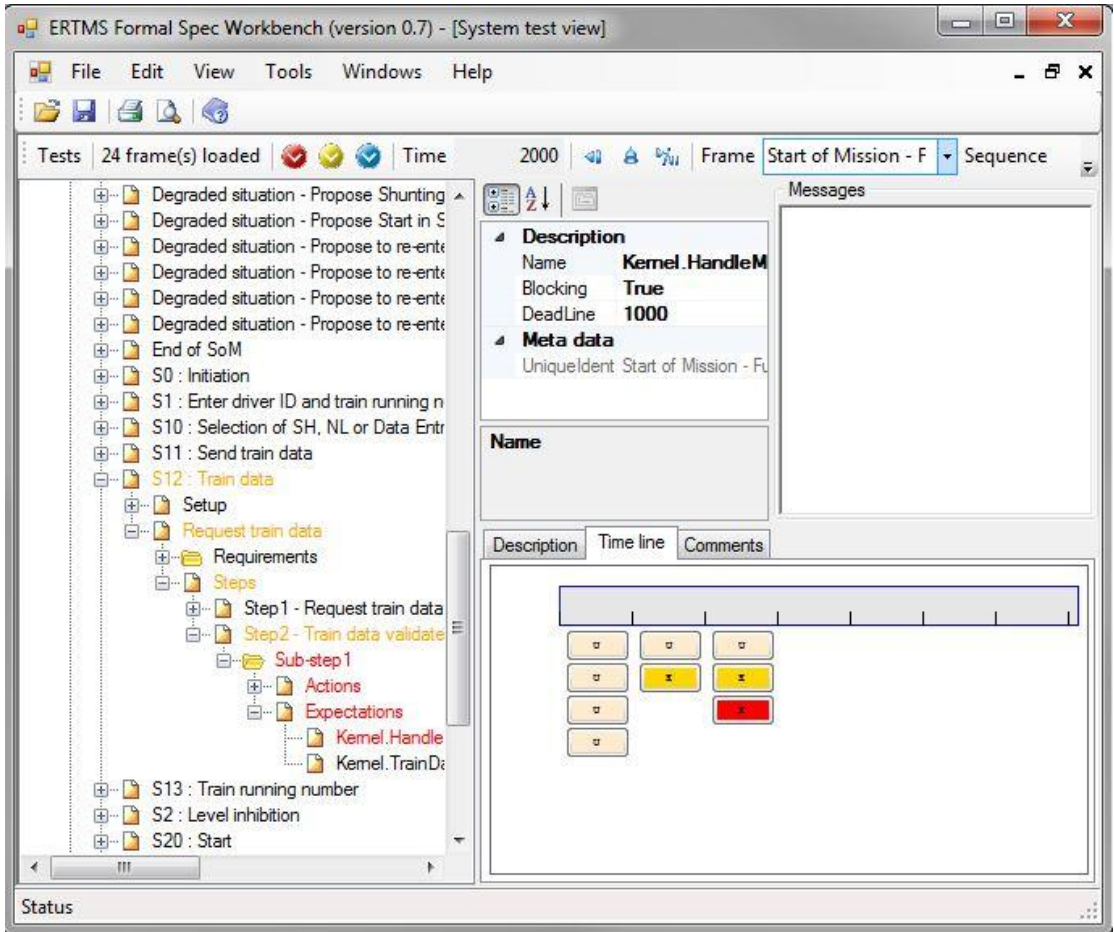 ERTMS Formal Spec Workbench (version 0.7) - [System test view]
File Edit View Tools Windows Help
Tests 24 frame(s) loaded Time 2000 Frame Start of Mission - F Sequence
Degraded situation - Propose Shunting
Degraded situation - Propose Start in S
Degraded situation - Propose to re-ente
Degraded situation - Propose to re-ente
Degraded situation - Propose to re-ente
Degraded situation - Propose to re-ente
End of SoM
S0 : Initiation
S1 : Enter driver ID and train running n
S10 : Selection of SH, NL or Data Entr
S11 : Send train data
S12 : Train data
Setup
Request train data
Requirements
Steps
Step1 - Request train data
Step2 - Train data validate
Sub-step1
Actions
Expectations
Kernel.Handle
Kernel.TrainDa
S13 : Train running number
S2 : Level inhibition
S20 : Start
Description
Name Kernel.HandleM
Blocking True
DeadLine 1000
Meta data
UniqueIdent Start of Mission - Fu
Name
Messages
Description Time line Comments
Status